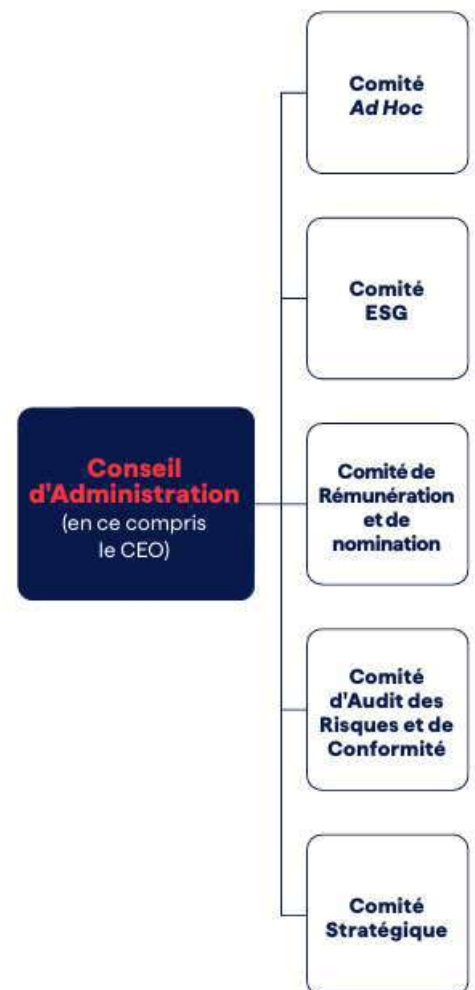 Comité
Ad Hoc
Comité
ESG
Conseil
d'Administration
(en ce compris
le CEO)
Comité de
Rémunération
et de
nomination
Comité
d'Audit des
Risques et de
Conformité
Comité
Stratégique